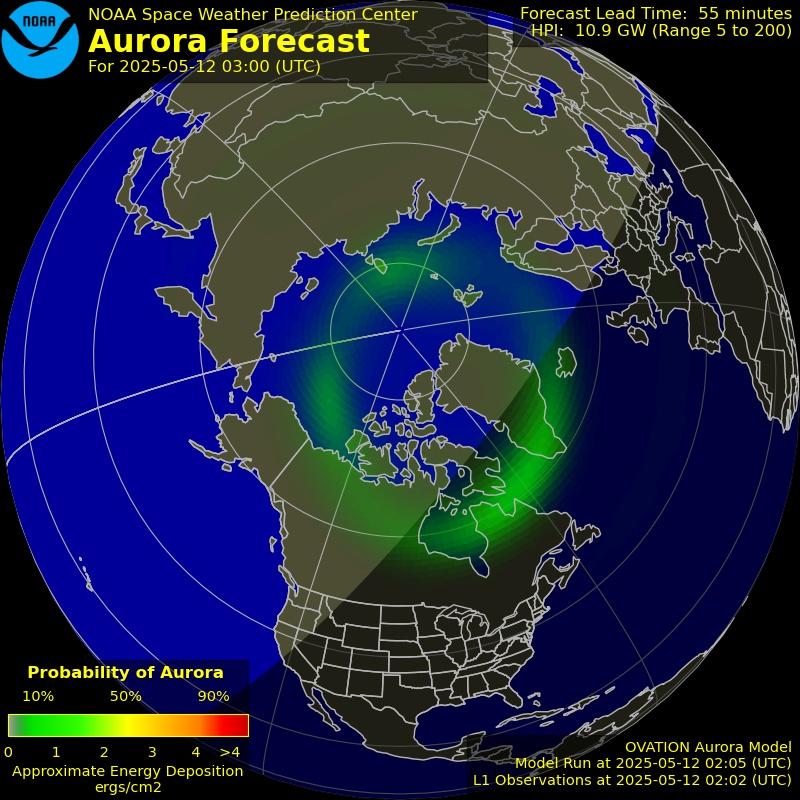 NOAA
NOAA Space Weather Prediction Center
Aurora Forecast
For 2025-05-12 03:00 (UTC)
Forecast Lead Time:  55 minutes
HPI:  10.9 GW (Range 5 to 200)
Probability of Aurora
10% 50% 90%
0 1 2 3 4 >4
Approximate Energy Deposition
ergs/cm2
OVATION Aurora Model
Model Run at 2025-05-12 02:05 (UTC)
L1 Observations at 2025-05-12 02:02 (UTC)